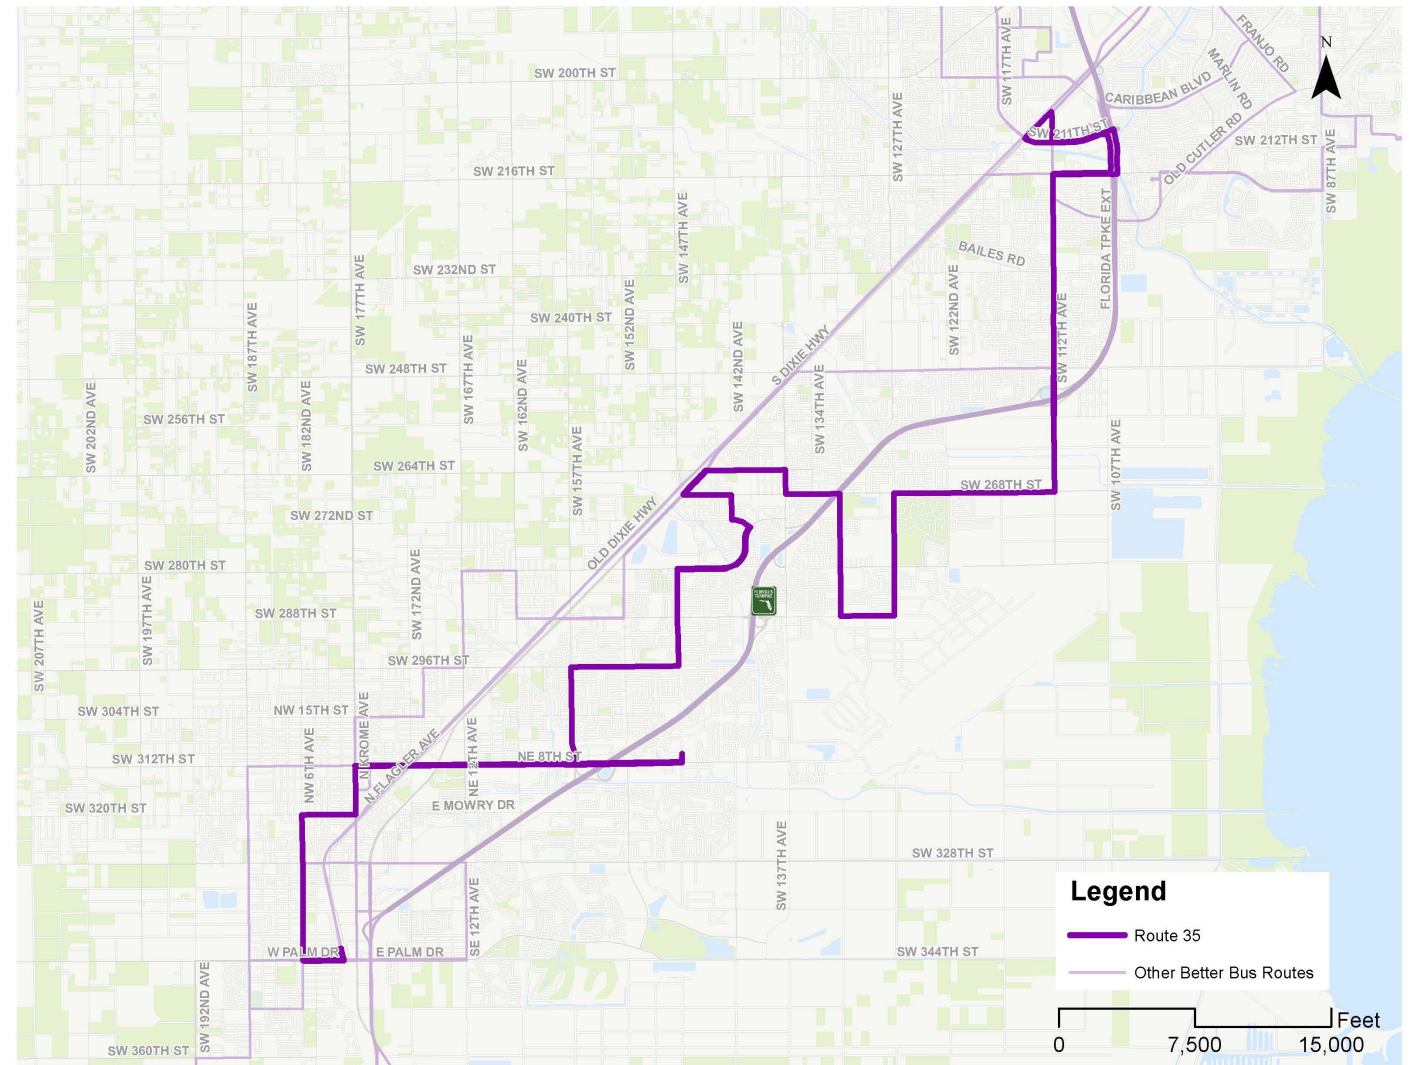 FRANJO RD
N
SW 117TH AVE
MARLIN RD
SW 200TH ST
CARIBBEAN BLVD
SW 127TH AVE
SW 211TH ST
OLD CUTLER RD
SW 212TH ST
SW 87TH AVE
SW 216TH ST
SW 147TH AVE
FLORIDA TPKE EXT
BAILES RD
SW 232ND ST
SW 177TH AVE
SW 122ND AVE
SW 152ND AVE
SW 240TH ST
SW 187TH AVE
SW 112TH AVE
SW 142ND AVE
S DIXIE HWY
SW 167TH AVE
SW 248TH ST
SW 162ND AVE
SW 134TH AVE
SW 202ND AVE
SW 182ND AVE
SW 256TH ST
SW 157TH AVE
SW 107TH AVE
SW 264TH ST
SW 268TH ST
SW 272ND ST
OLD DIXIE HWY
SW 280TH ST
SW 172ND AVE
SW 197TH AVE
FLORIDA'S
TURNPIKE
SW 288TH ST
SW 207TH AVE
SW 296TH ST
SW 304TH ST
NW 15TH ST
N KROME AVE
NW 6TH AVE
N FLAGLER AVE
NE 12TH AVE
SW 312TH ST
NE 8TH ST
SW 320TH ST
E MOWRY DR
SW 137TH AVE
SW 328TH ST
SE 12TH AVE
W PALM DR
E PALM DR
SW 344TH ST
SW 192ND AVE
SW 360TH ST
Legend
Route 35
Other Better Bus Routes
Feet
0 7,500 15,000